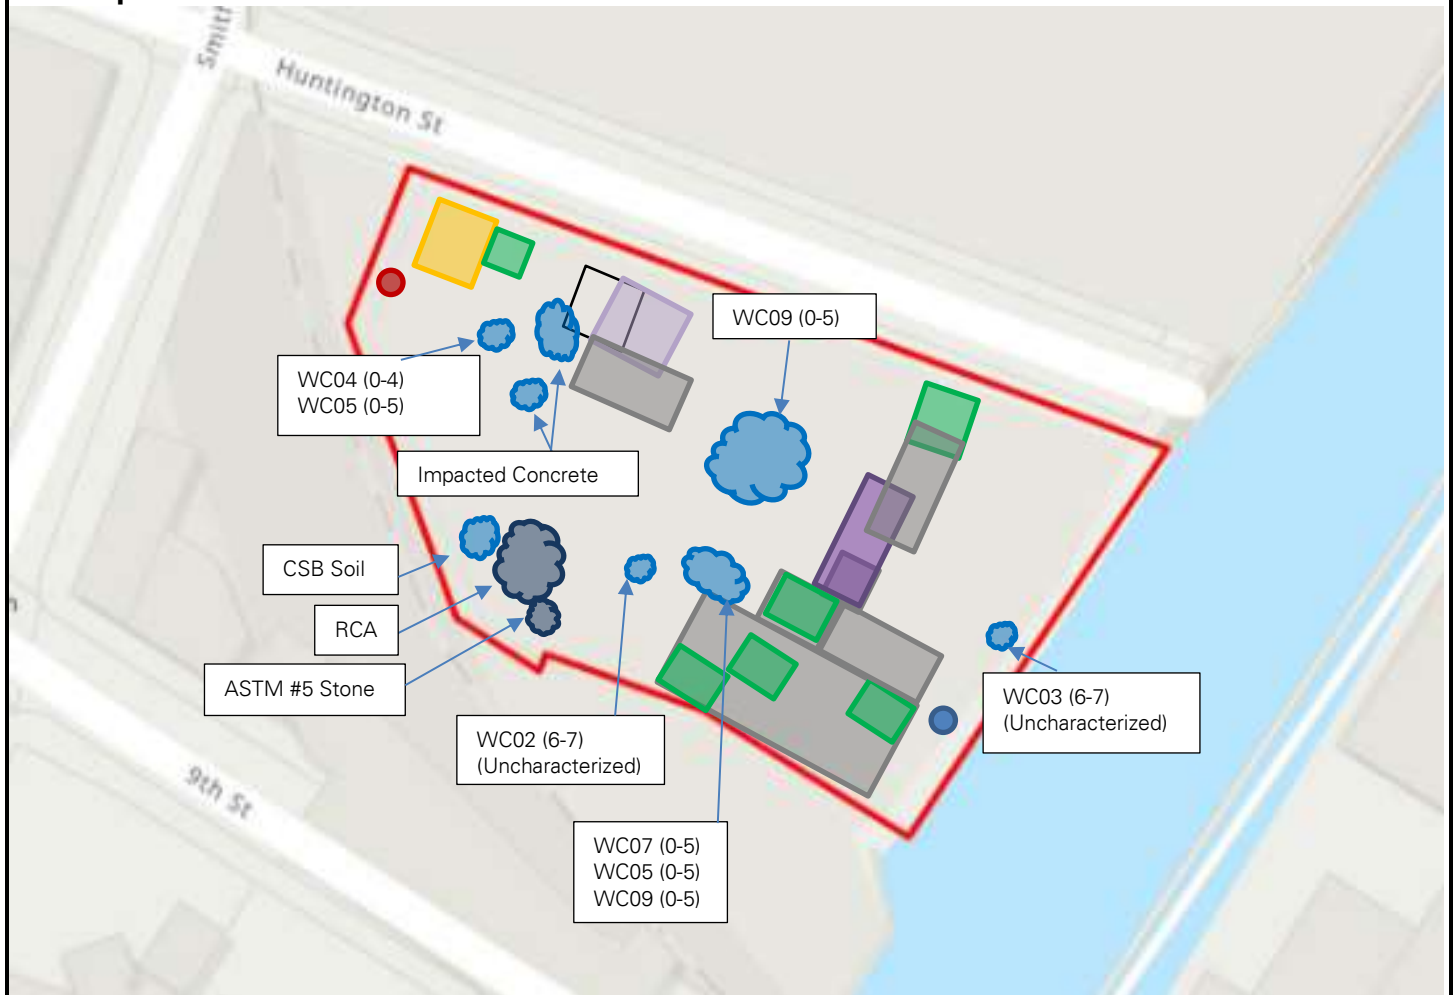 Smith
Huntington St
WC09 (0-5)
WC04 (0-4)
WC05 (0-5)
Impacted Concrete
CSB Soil
RCA
ASTM #5 Stone
WC02 (6-7)
(Uncharacterized)
WC03 (6-7)
(Uncharacterized)
9th St
WC07 (0-5)
WC05 (0-5)
WC09 (0-5)